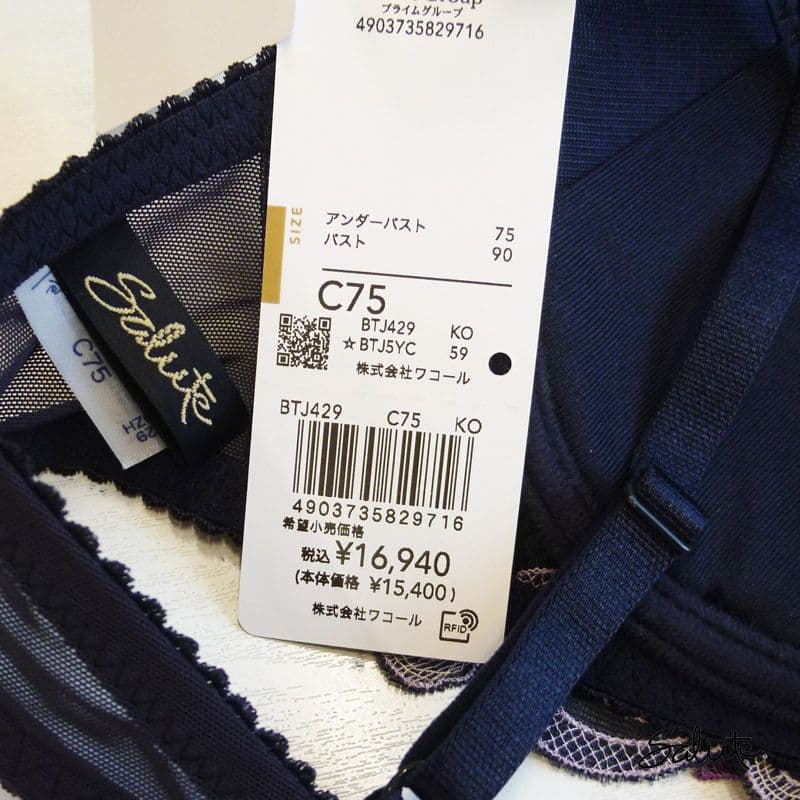 プライムグループ
4903735829716
SIZE
アンダーバスト 75
バスト 90
C75
BTJ429 KO
☆BTJ5YC 59
株式会社ワコール
BTJ429 C75 KO
4903735829716
希望小売価格
税込 ¥16,940
(本体価格 ¥15,400)
株式会社ワコール
RFID
Salute
C75
Salute